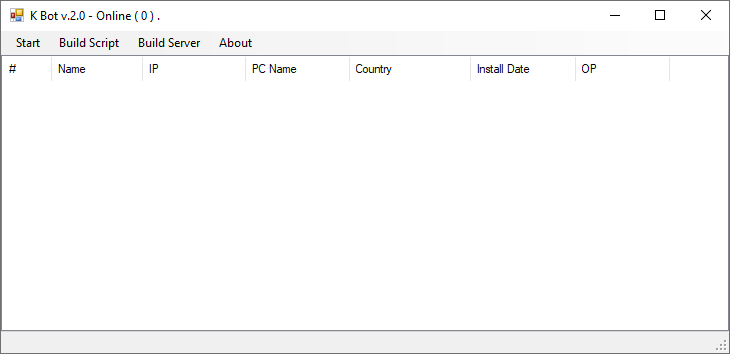 K Bot v.2.0 - Online ( 0 ) .
Start Build Script Build Server About
# Name IP PC Name Country Install Date OP